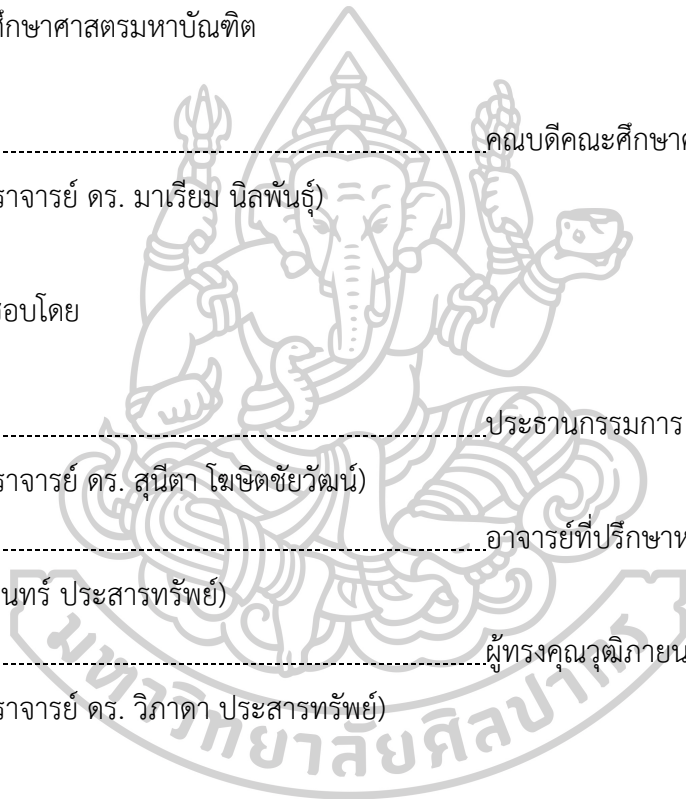 ศึกษาศาสตรมหาบัณฑิต
คณบดีคณะศึกษา
ราจารย์ ดร. มาเรียม นิลพันธุ์)
สอบโดย
ประธานกรรมการ
ราจารย์ ดร. สุนีตา โฆษิตชัยวัฒน์)
อาจารย์ที่ปรึกษา
นทร์ ประสารทรัพย์)
ผู้ทรงคุณวุฒิภายน
ราจารย์ ดร. วิภาดา ประสารทรัพย์)
มหาวิทยาลัยศิลปากร